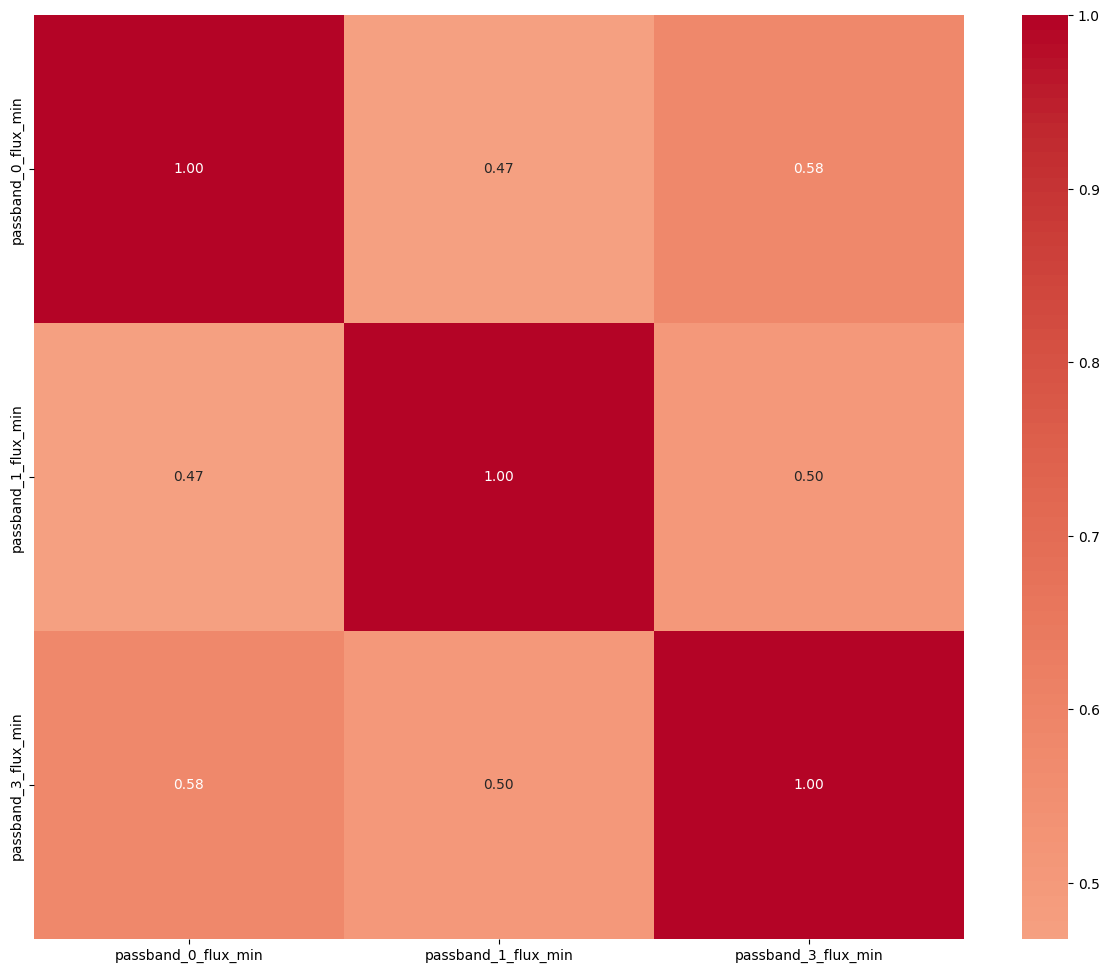 passband_0_flux_min
1.00
0.47
0.58
passband_1_flux_min
0.47
1.00
0.50
passband_3_flux_min
0.58
0.50
1.00
passband_0_flux_min
passband_1_flux_min
passband_3_flux_min
1.0
0.9
0.8
0.7
0.6
0.5